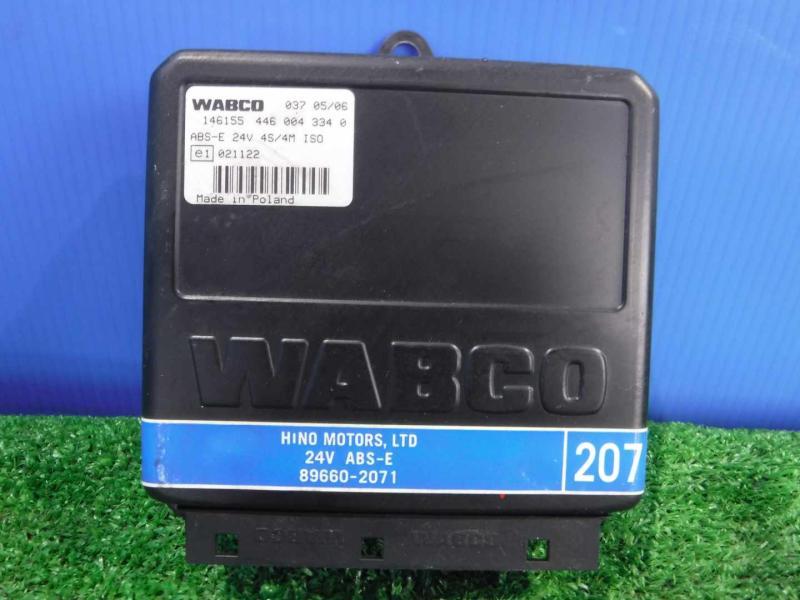 WABCO 037 05/06
146155 446 004 334 0
ABS-E 24V 4S/4M ISO
e1 021122
Made in Poland
WABCO
HINO MOTORS, LTD
24V ABS-E
89660-2071
207
WABCO